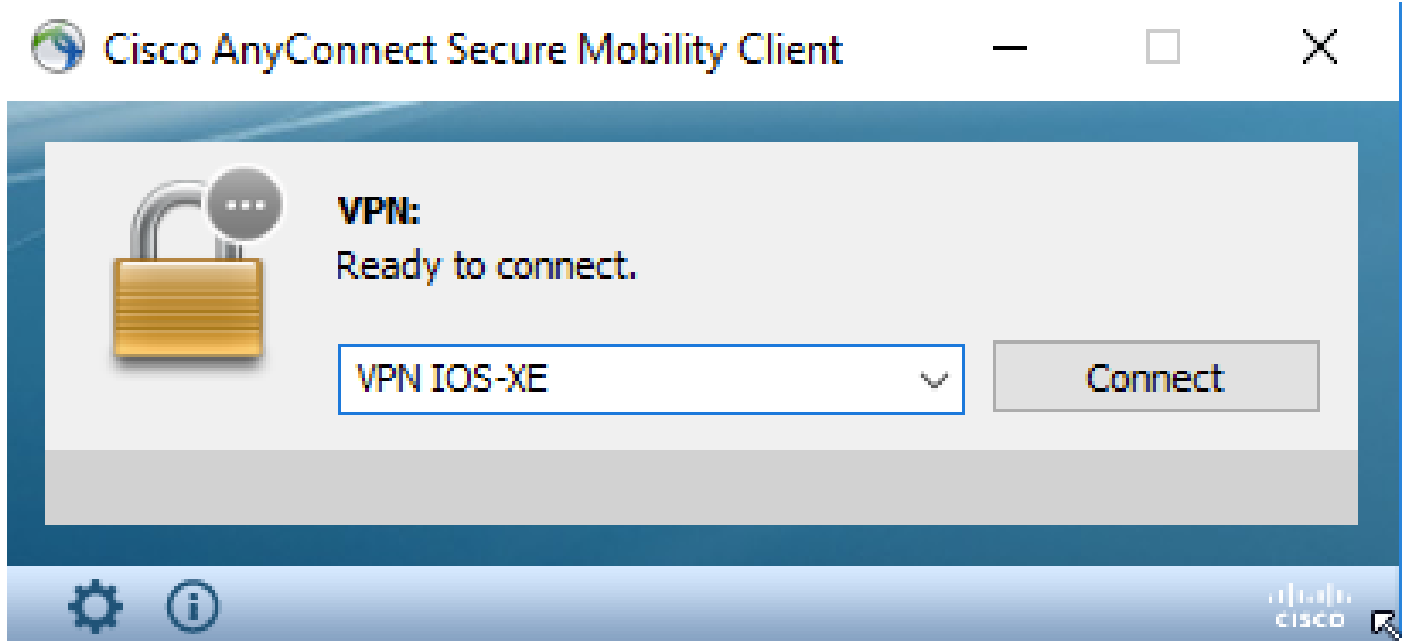 Cisco AnyConnect Secure Mobility Client
VPN:
Ready to connect.
VPN IOS-XE
Connect
CISCO